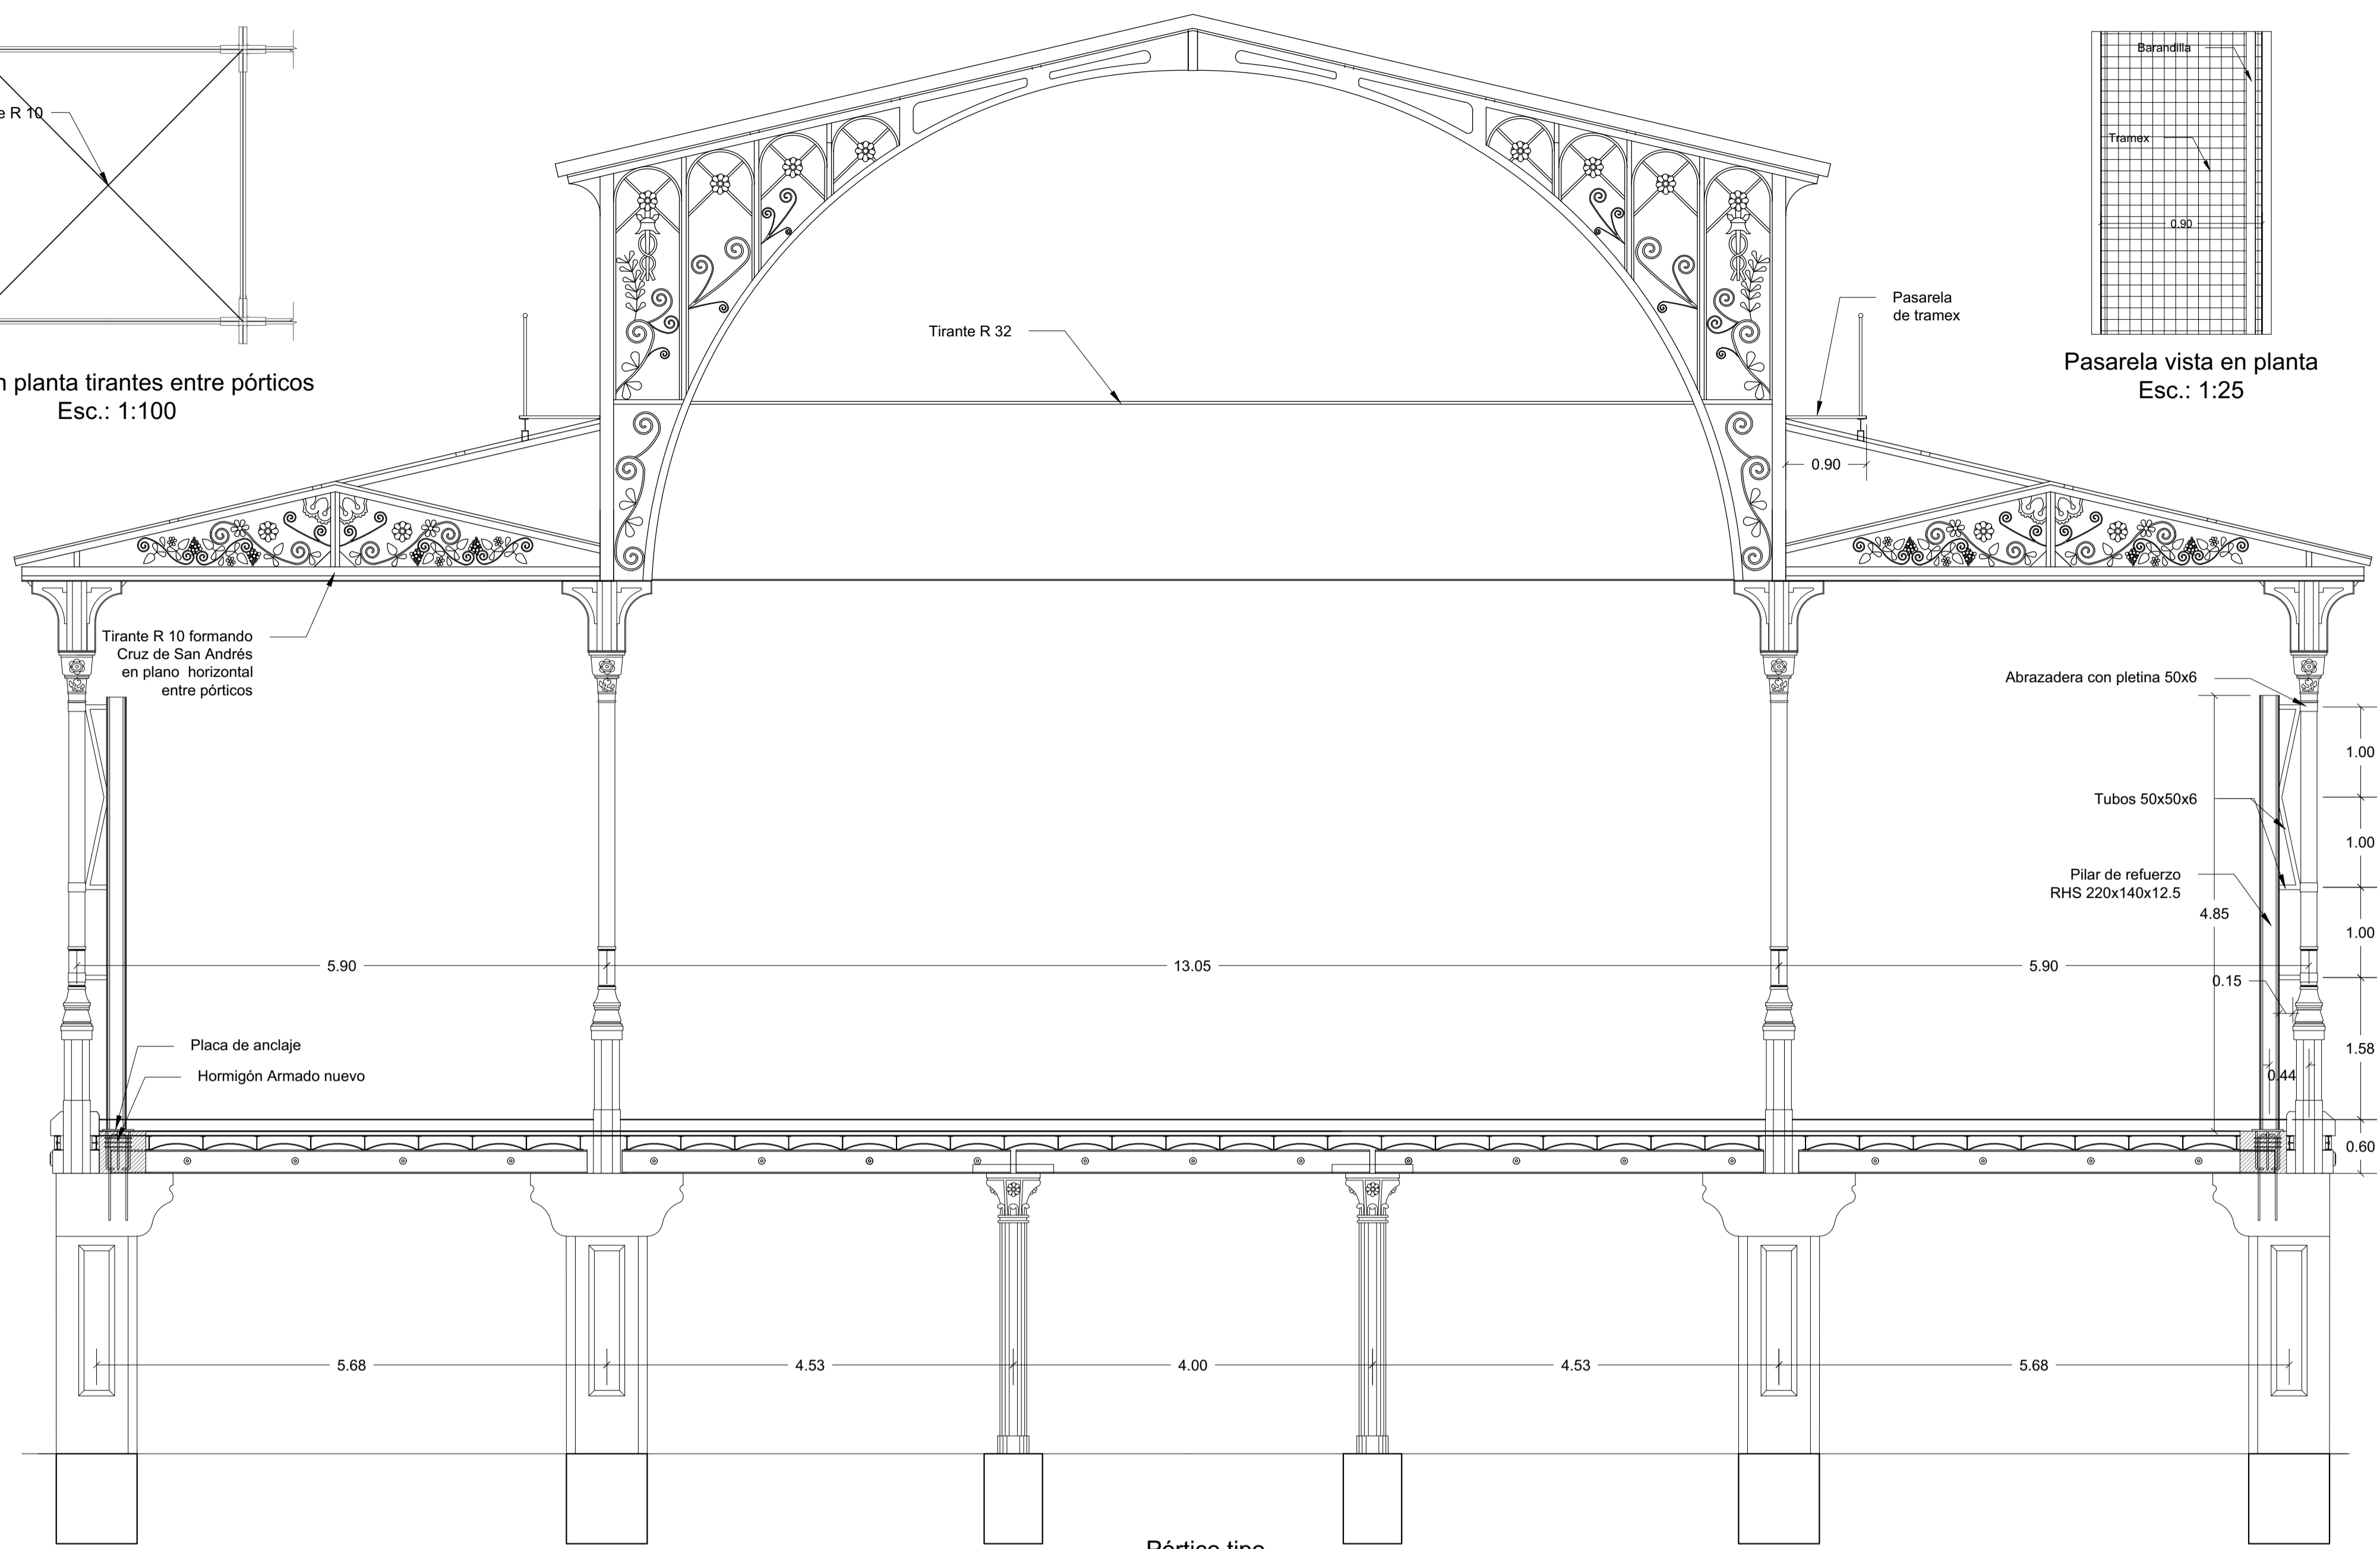 e R 10
n planta tirantes entre pórticos
Esc.: 1:100
Barandilla
Tramex
0.90
Pasarela vista en planta
Esc.: 1:25
Pasarela
de tramex
Tirante R 32
0.90
Tirante R 10 formando
Cruz de San Andrés
en plano horizontal
entre pórticos
Abrazadera con pletina 50x6
1.00
Tubos 50x50x6
1.00
Pilar de refuerzo
RHS 220x140x12.5
4.85
1.00
5.90
13.05
5.90
0.15
Placa de anclaje
1.58
Hormigón Armado nuevo
0.44
0.60
5.68
4.53
4.00
4.53
5.68
Pórtico tipo